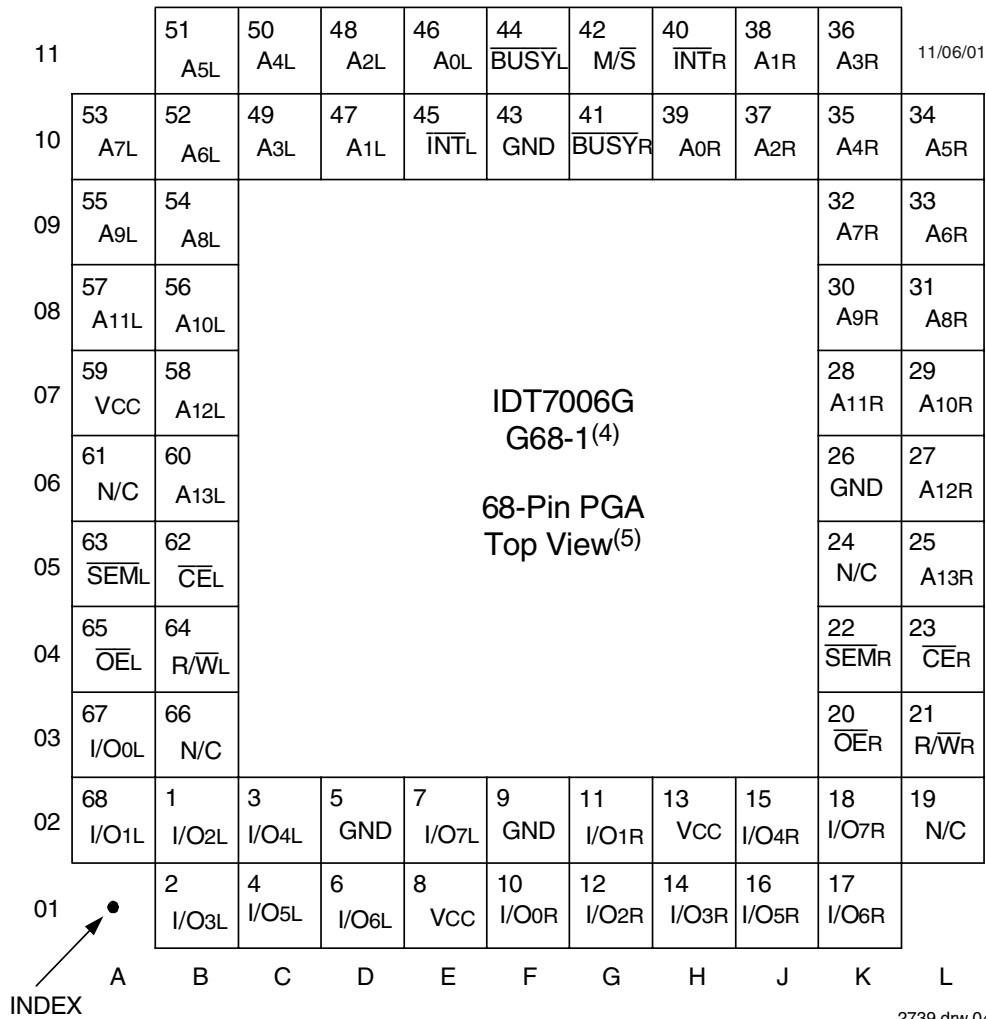 11 51 50 48 46 44 42 40 38 36 11/06/01
A5L A4L A2L A0L BUSYL M/S INTR A1R A3R
10 53 52 49 47 45 43 41 39 37 35 34
A7L A6L A3L A1L INTL GND BUSYR A0R A2R A4R A5R
09 55 54 32 33
A9L A8L A7R A6R
08 57 56 30 31
A11L A10L A9R A8R
07 59 58 28 29
VCC A12L A11R A10R
IDT7006G
G68-1(4)
06 61 60 26 27
N/C A13L GND A12R
68-Pin PGA
Top View(5)
05 63 62 24 25
SEML CEL N/C A13R
04 65 64 22 23
OEL R/WL SEMR CER
03 67 66 20 21
I/O0L N/C OER R/WR
02 68 1 3 5 7 9 11 13 15 18 19
I/O1L I/O2L I/O4L GND I/O7L GND I/O1R VCC I/O4R I/O7R N/C
01 2 4 6 8 10 12 14 16 17
I/O3L I/O5L I/O6L VCC I/O0R I/O2R I/O3R I/O5R I/O6R
A B C D E F G H J K L
INDEX
2739 drw 04